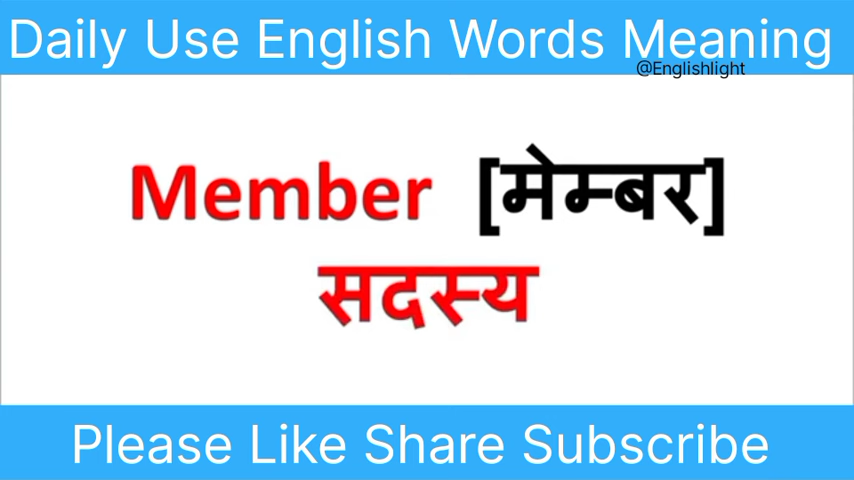 Daily Use English Words Meaning
@Englishlight
Member [मेम्बर]
सदस्य
Please Like Share Subscribe